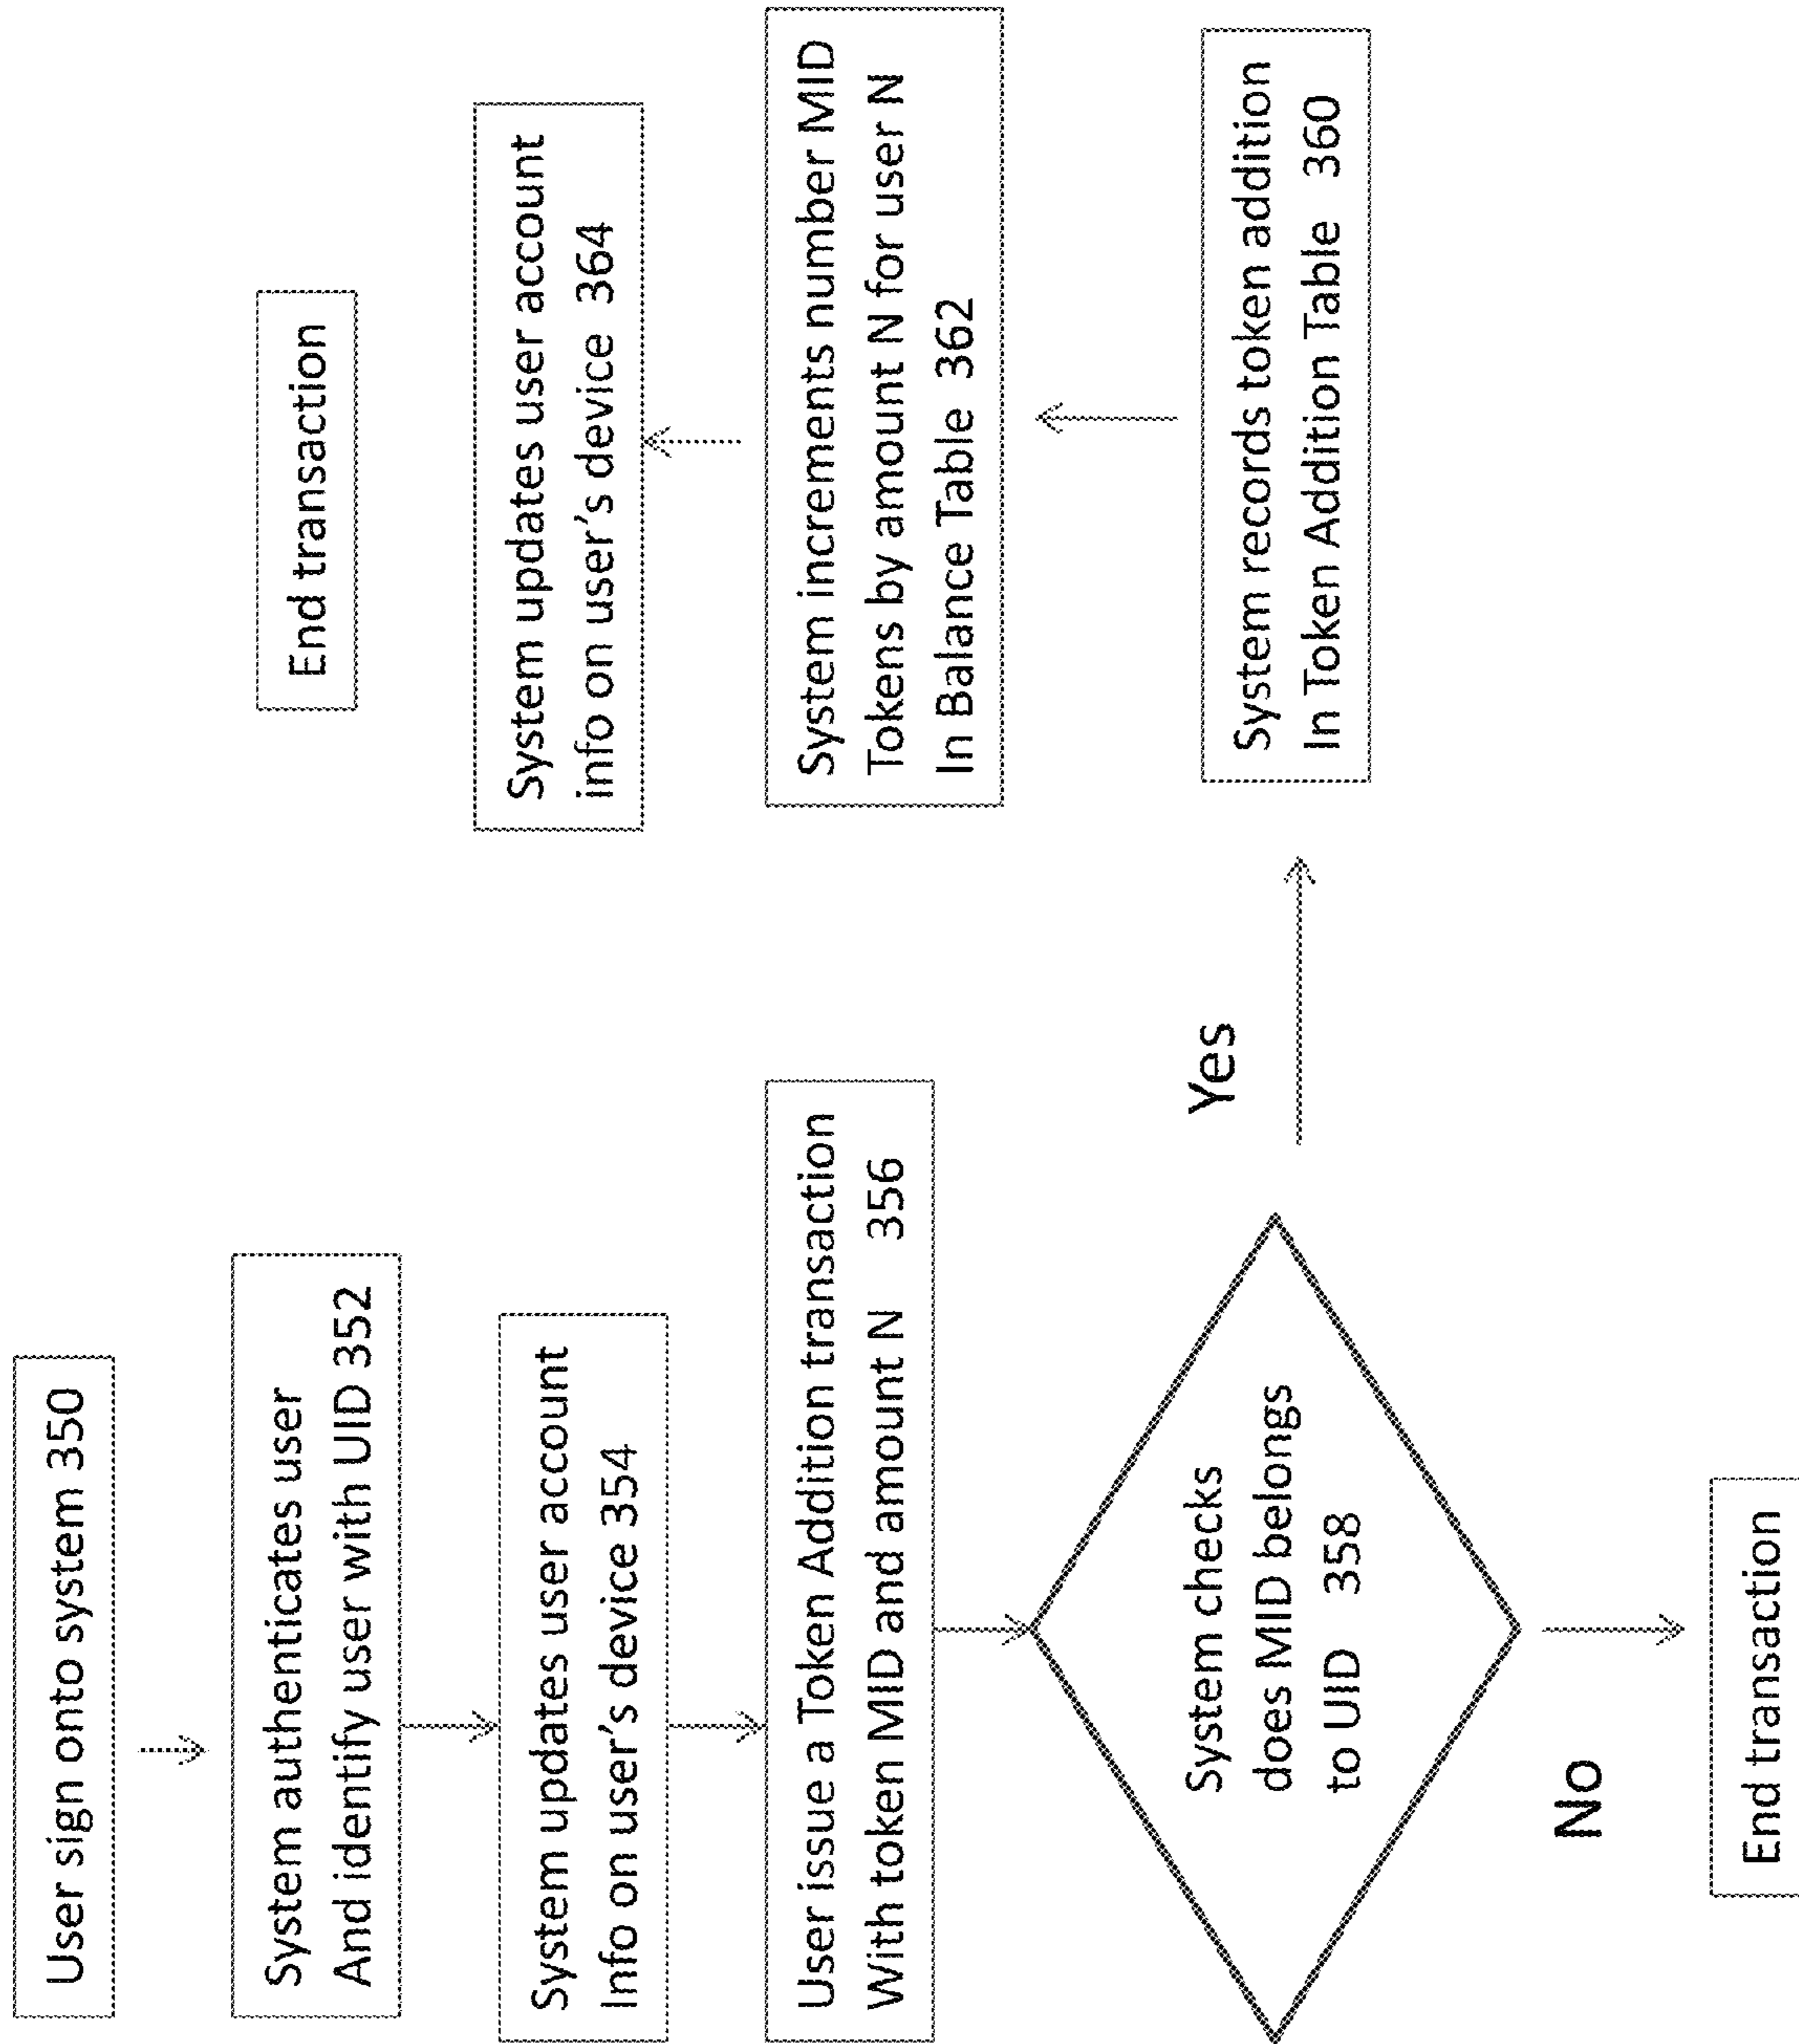 User sign onto system 350
System authenticates user
And identify user with UID 352
System updates user account
Info on user's device 354
User issue a Token Addition transaction
With token MID and amount N 356
System checks
does MID belongs
to UID 358
No
End transaction
Yes
System records token addition
In Token Addition Table 360
System increments number MID
Tokens by amount N for user N
In Balance Table 362
System updates user account
info on user's device 364
End transaction